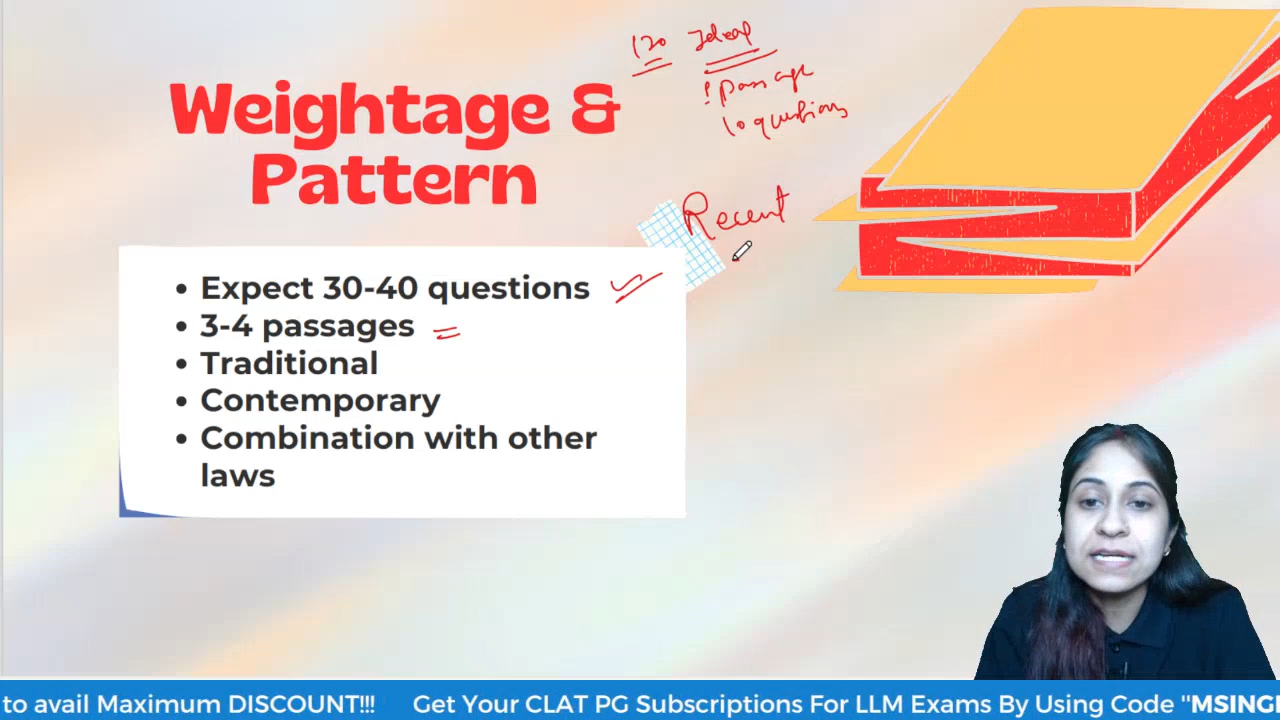 120 Ideal
1 passage
10 questions
Weightage &
Pattern
Recent
• Expect 30-40 questions
• 3-4 passages
• Traditional
• Contemporary
• Combination with other
laws
to avail Maximum DISCOUNT!!! Get Your CLAT PG Subscriptions For LLM Exams By Using Code "MSING